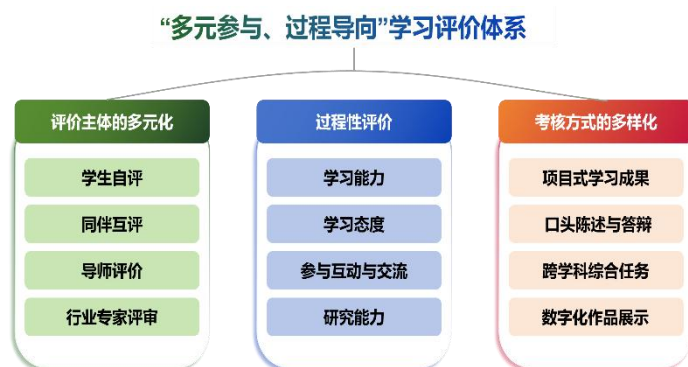 “多元参与、过程导向”学习评价体系
评价主体的多元化
学生自评
同伴互评
导师评价
行业专家评审
过程性评价
学习能力
学习态度
参与互动与交流
研究能力
考核方式的多样化
项目式学习成果
口头陈述与答辩
跨学科综合任务
数字化作品展示